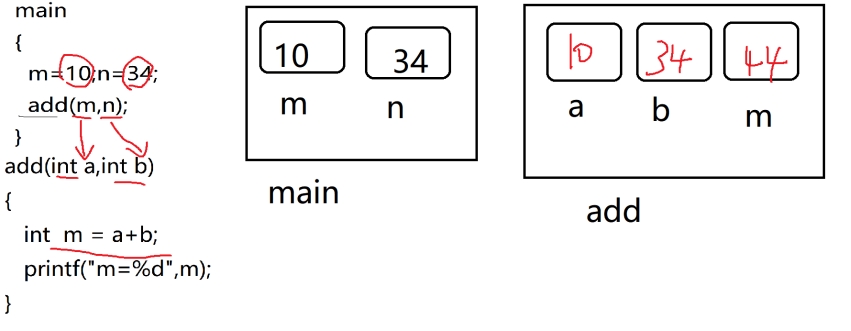 main
{
m=10;n=34;
add(m,n);
}
add(int a,int b)
{
int m = a+b;
printf("m=%d",m);
}
10 34
m n
main
10 34 44
a b m
add